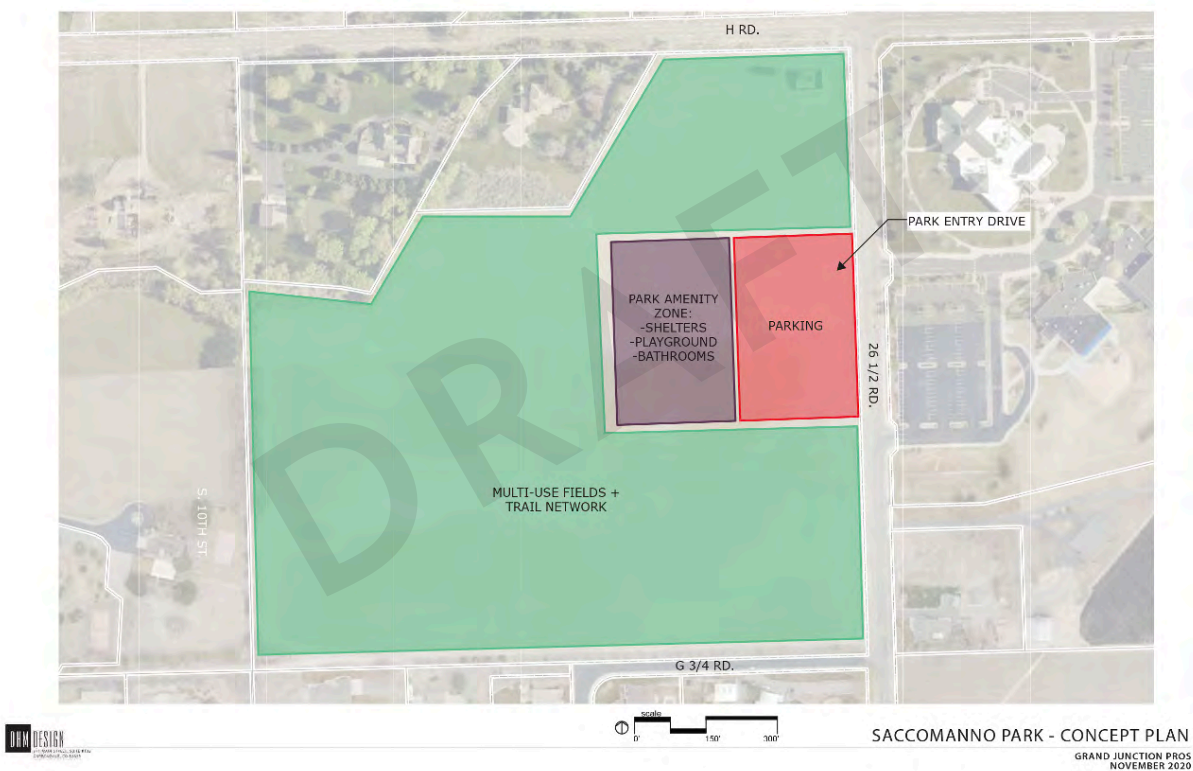 H RD.
PARK ENTRY DRIVE
PARK AMENITY
ZONE:
-SHELTERS
-PLAYGROUND
-BATHROOMS
PARKING
26 1/2 RD.
DRAFT
MULTI-USE FIELDS +
TRAIL NETWORK
S. 10TH ST.
G 3/4 RD.
scale
0' 150' 300'
DHM DESIGN
SACCOMANNO PARK - CONCEPT PLAN
GRAND JUNCTION PROS
NOVEMBER 2020